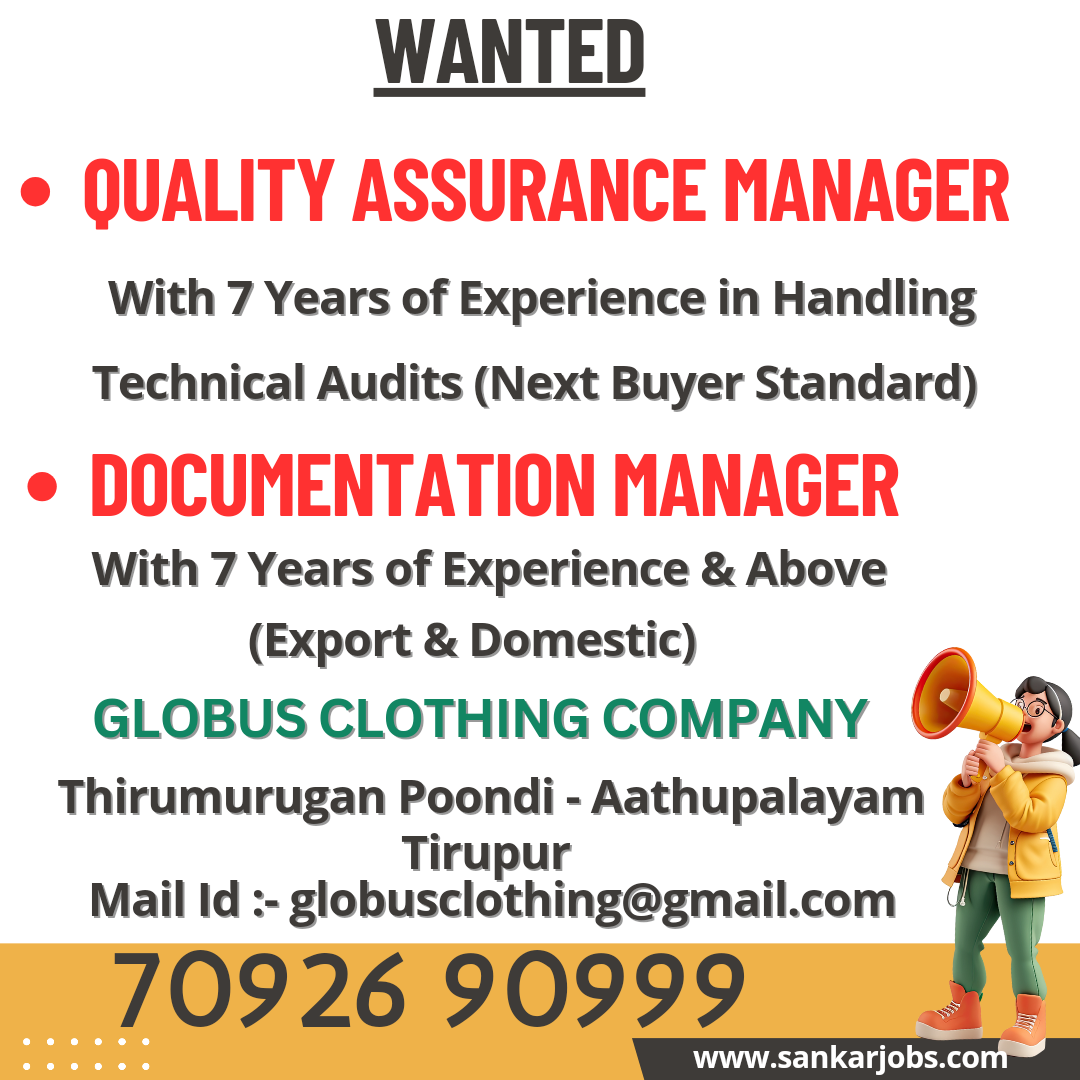 WANTED
• QUALITY ASSURANCE MANAGER
With 7 Years of Experience in Handling
Technical Audits (Next Buyer Standard)
• DOCUMENTATION MANAGER
With 7 Years of Experience & Above
(Export & Domestic)
GLOBUS CLOTHING COMPANY
Thirumurugan Poondi - Aathupalayam
Tirupur
Mail Id :- globusclothing@gmail.com
70926 90999
www.sankarjobs.com